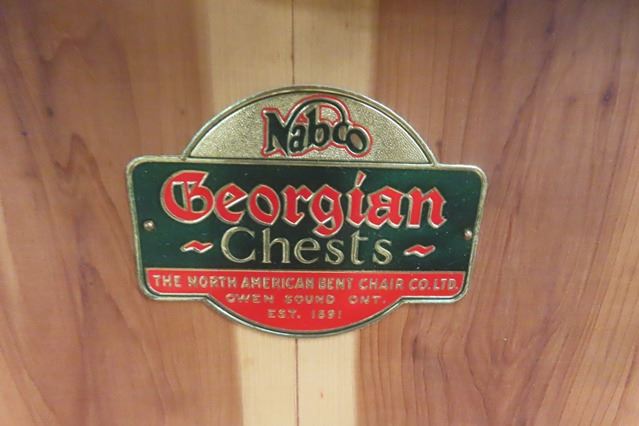 Nabco
Georgian
~ Chests ~
THE NORTH AMERICAN BENT CHAIR CO. LTD.
OWEN SOUND ONT.
EST. 1891